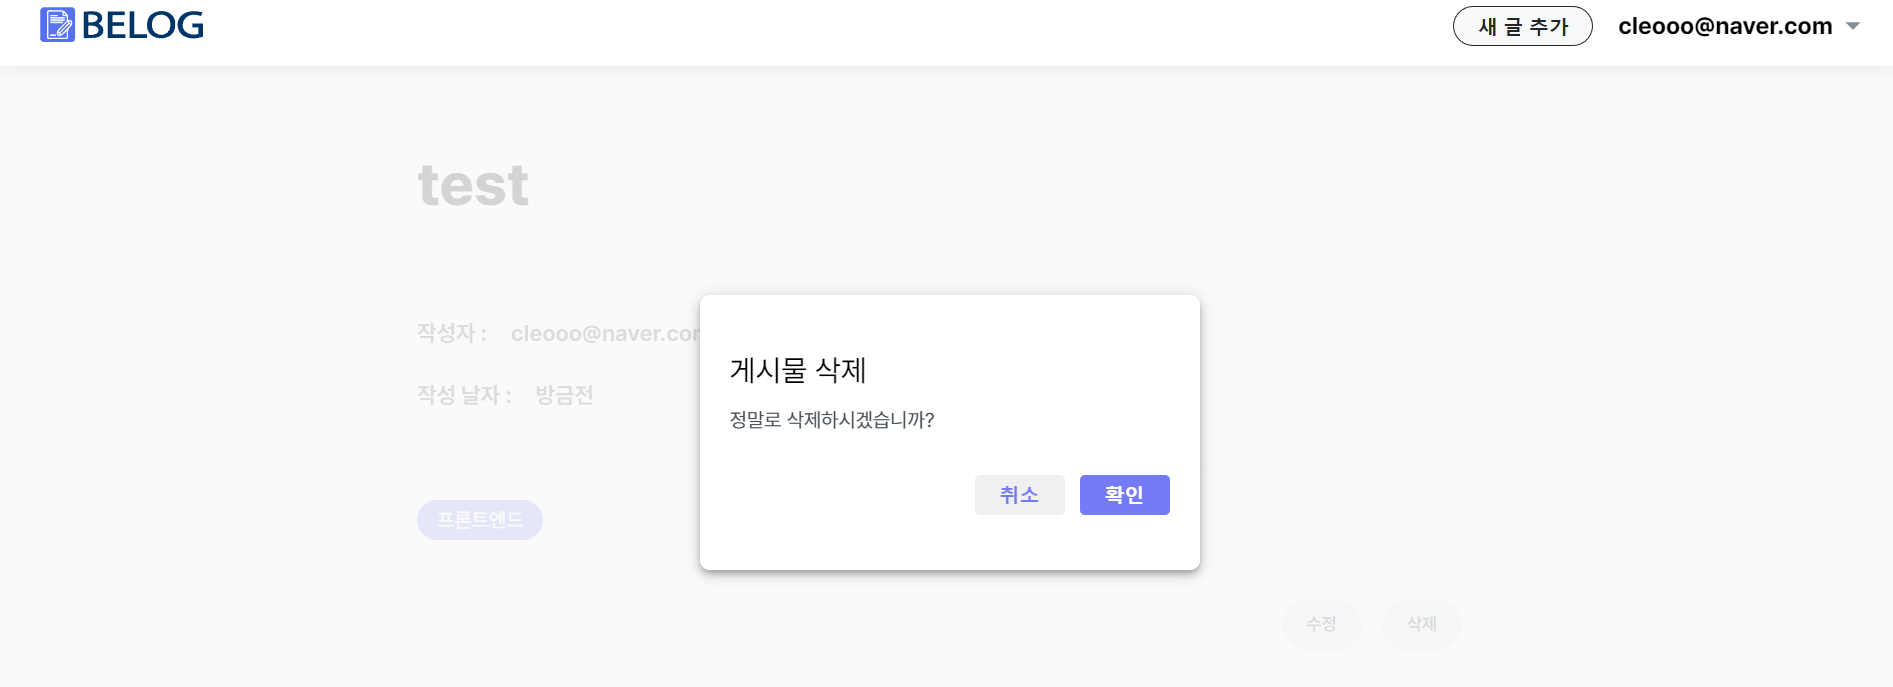 BELOG
새 글 추가
cleooo@naver.com
test
작성자 : cleooo@naver.co
작성 날자 : 방금전
게시물 삭제
정말로 삭제하시겠습니까?
취소
확인
프론트엔드
수정
삭제